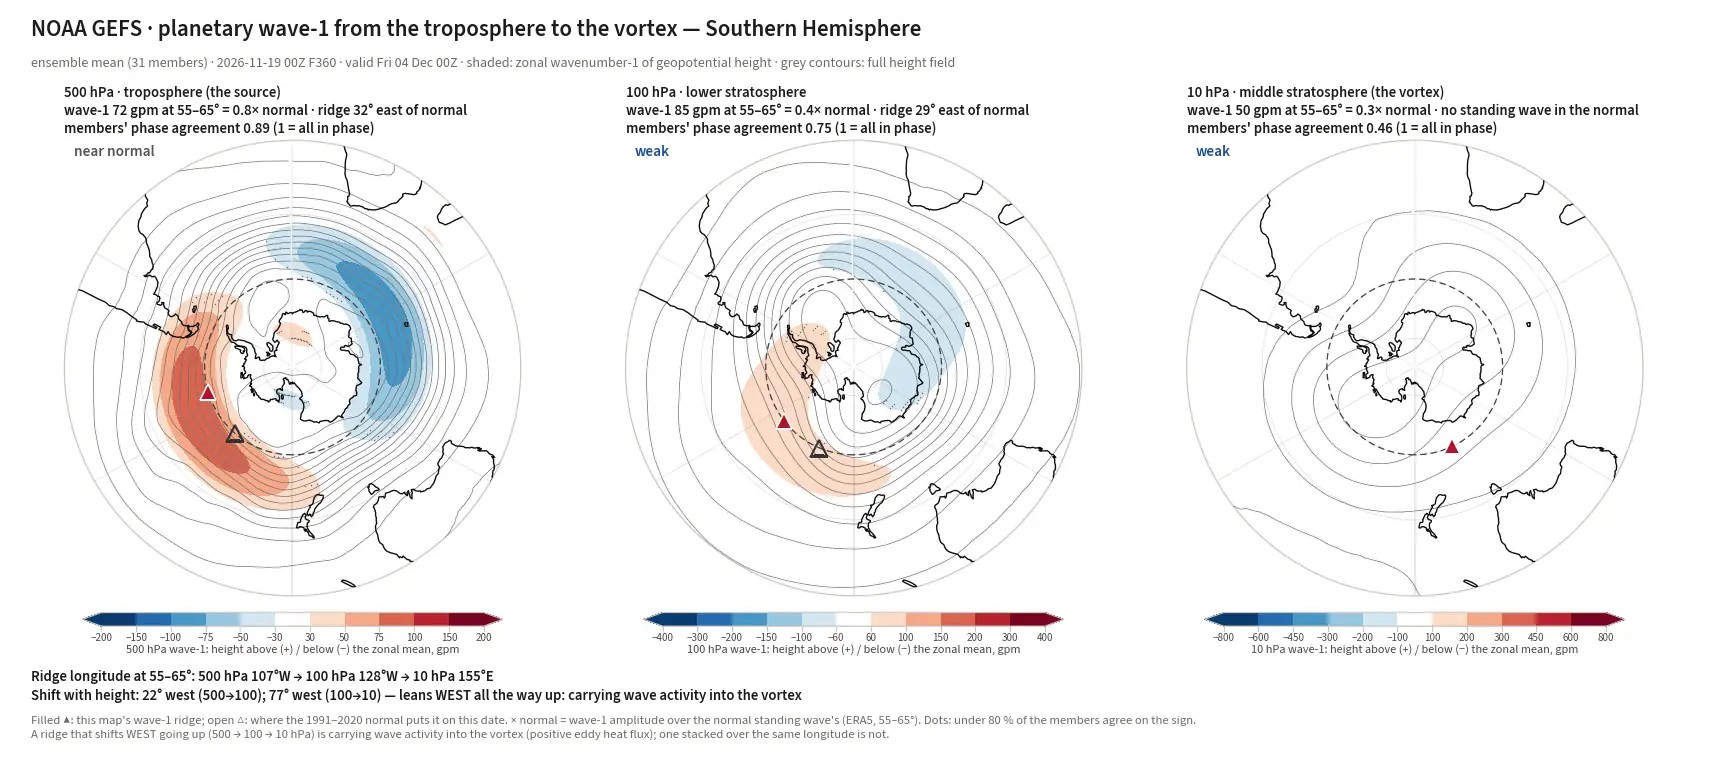 NOAA GEFS · planetary wave-1 from the troposphere to the vortex — Southern Hemisphere
ensemble mean (31 members) · 2026-11-19 00Z F360 · valid Fri 04 Dec 00Z · shaded: zonal wavenumber-1 of geopotential height · grey contours: full height field
500 hPa · troposphere (the source)
wave-1 72 gpm at 55–65° = 0.8× normal · ridge 32° east of normal
members' phase agreement 0.89 (1 = all in phase)
near normal
100 hPa · lower stratosphere
wave-1 85 gpm at 55–65° = 0.4× normal · ridge 29° east of normal
members' phase agreement 0.75 (1 = all in phase)
weak
10 hPa · middle stratosphere (the vortex)
wave-1 50 gpm at 55–65° = 0.3× normal · no standing wave in the normal
members' phase agreement 0.46 (1 = all in phase)
weak
−200 −150 −100 −75 −50 −30 30 50 75 100 150 200
500 hPa wave-1: height above (+) / below (−) the zonal mean, gpm
−400 −300 −200 −150 −100 −60 60 100 150 200 300 400
100 hPa wave-1: height above (+) / below (−) the zonal mean, gpm
−800 −600 −450 −300 −200 −100 100 200 300 450 600 800
10 hPa wave-1: height above (+) / below (−) the zonal mean, gpm
Ridge longitude at 55–65°: 500 hPa 107°W → 100 hPa 128°W → 10 hPa 155°E
Shift with height: 22° west (500→100); 77° west (100→10) — leans WEST all the way up: carrying wave activity into the vortex
Filled ▲: this map's wave-1 ridge; open △: where the 1991–2020 normal puts it on this date. × normal = wave-1 amplitude over the normal standing wave's (ERA5, 55–65°). Dots: under 80 % of the members agree on the sign.
A ridge that shifts WEST going up (500 → 100 → 10 hPa) is carrying wave activity into the vortex (positive eddy heat flux); one stacked over the same longitude is not.